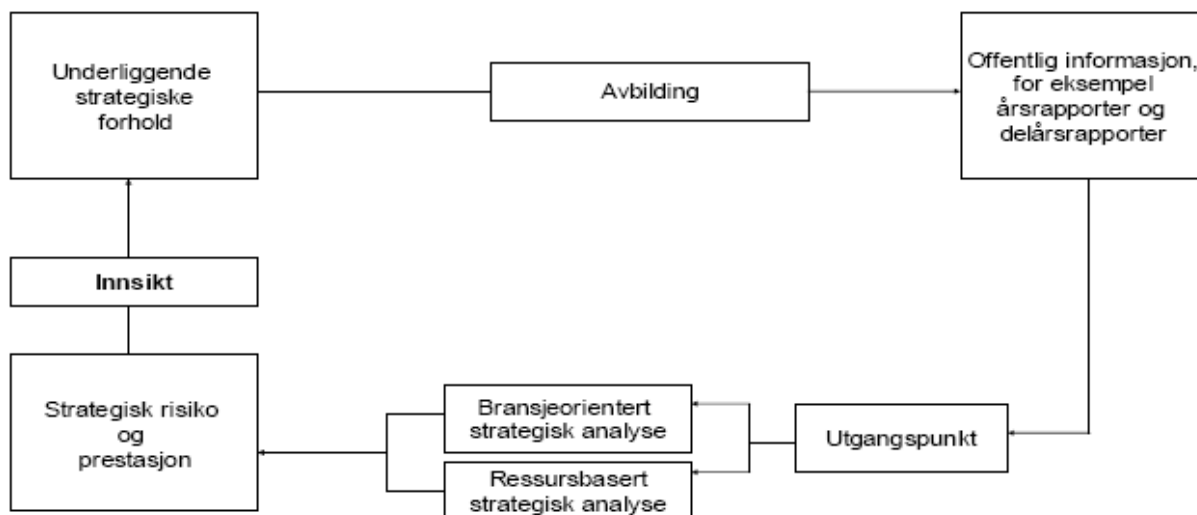 Underliggende
strategiske
forhold
Avbilding
Offentlig informasjon,
for eksempel
årsrapporter og
delårsrapporter
Innsikt
Strategisk risiko
og
prestasjon
Bransjeorientert
strategisk analyse
Ressursbasert
strategisk analyse
Utgangspunkt